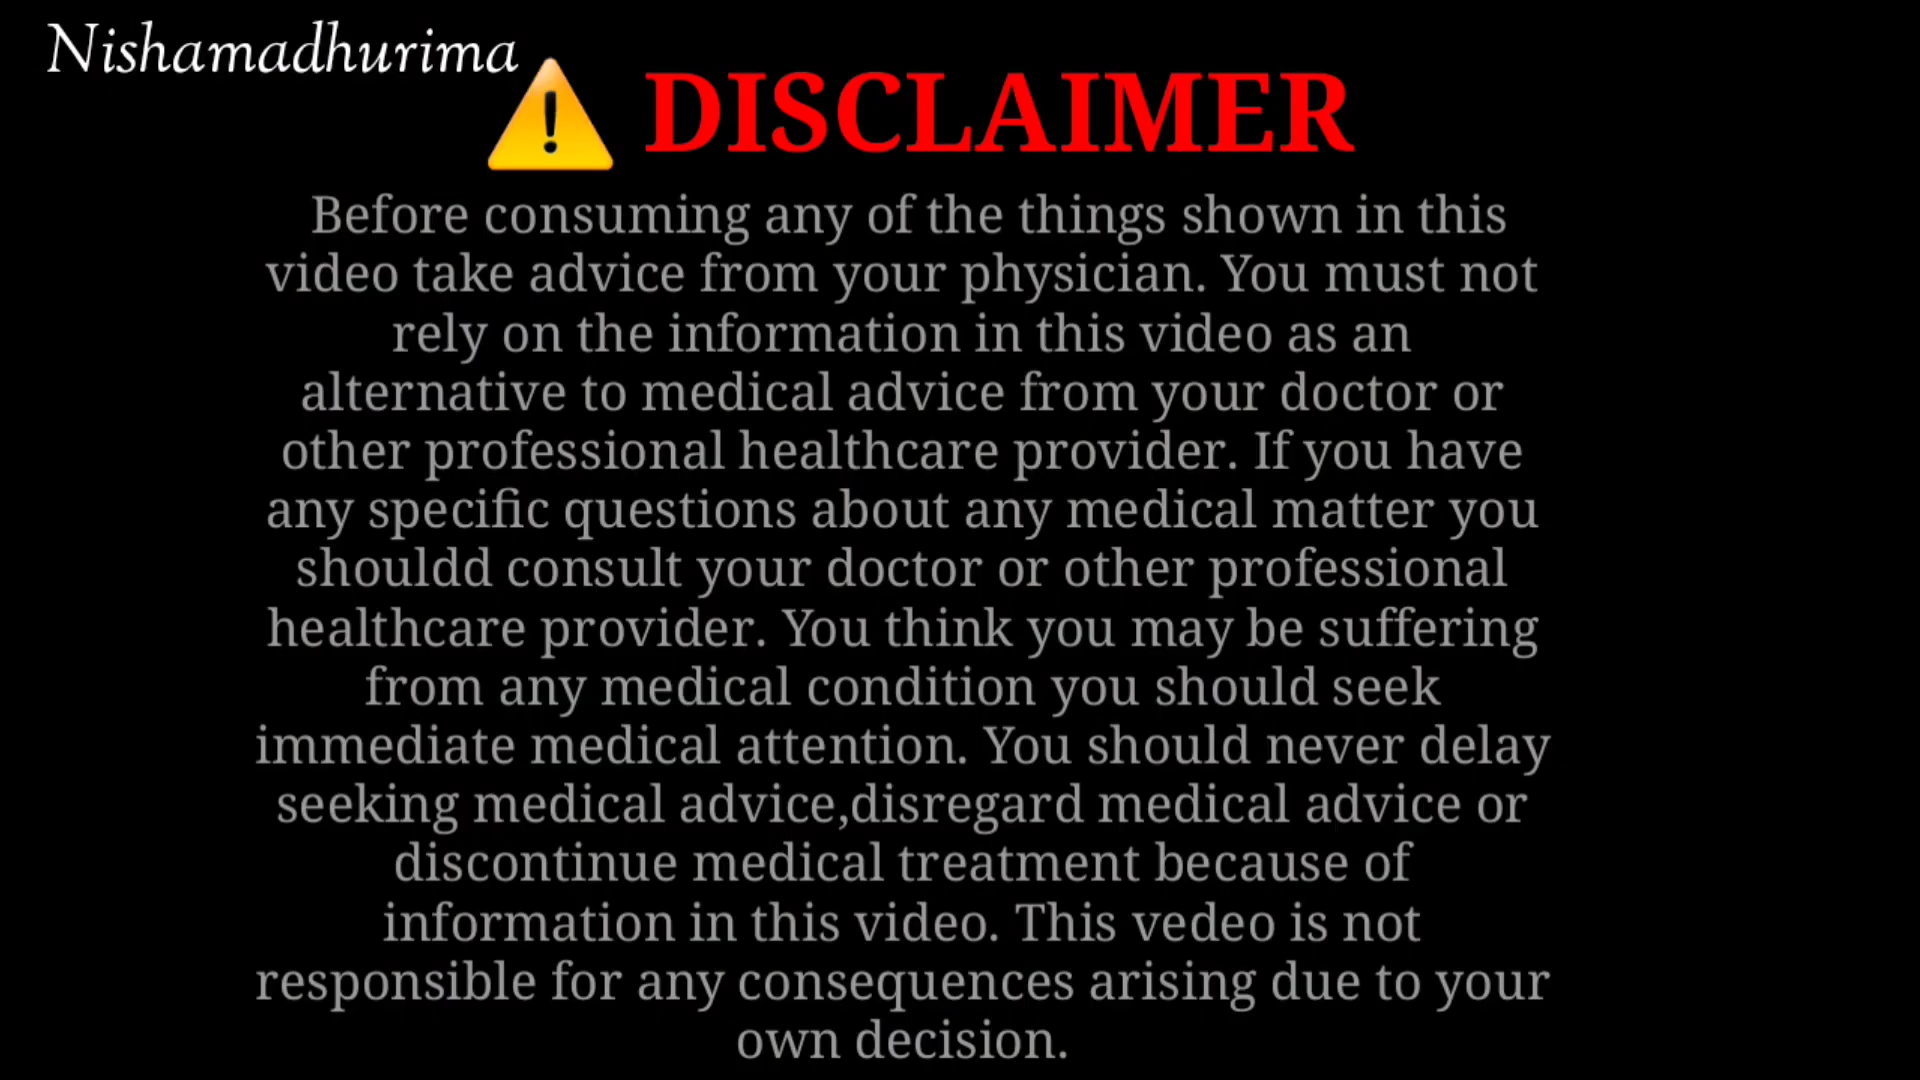 Nishamadhurima
⚠ DISCLAIMER
Before consuming any of the things shown in this
video take advice from your physician. You must not
rely on the information in this video as an
alternative to medical advice from your doctor or
other professional healthcare provider. If you have
any specific questions about any medical matter you
shouldd consult your doctor or other professional
healthcare provider. You think you may be suffering
from any medical condition you should seek
immediate medical attention. You should never delay
seeking medical advice,disregard medical advice or
discontinue medical treatment because of
information in this video. This vedeo is not
responsible for any consequences arising due to your
own decision.